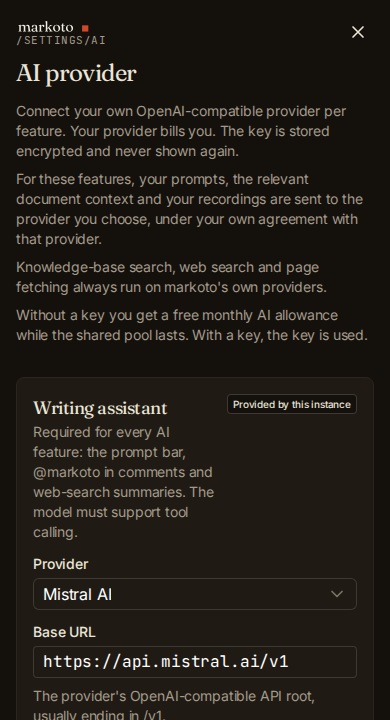 markoto
/SETTINGS/AI
AI provider
Connect your own OpenAI-compatible provider per
feature. Your provider bills you. The key is stored
encrypted and never shown again.
For these features, your prompts, the relevant
document context and your recordings are sent to the
provider you choose, under your own agreement with
that provider.
Knowledge-base search, web search and page
fetching always run on markoto's own providers.
Without a key you get a free monthly AI allowance
while the shared pool lasts. With a key, the key is used.
Writing assistant
Provided by this instance
Required for every AI
feature: the prompt bar,
@markoto in comments and
web-search summaries. The
model must support tool
calling.
Provider
Mistral AI
Base URL
https://api.mistral.ai/v1
The provider's OpenAI-compatible API root,
usually ending in /v1.